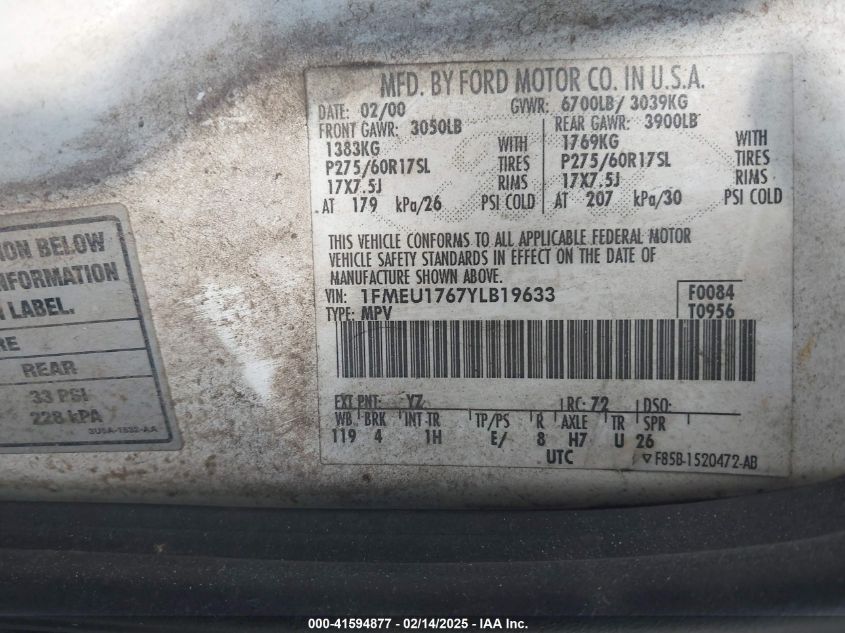 MFD. BY FORD MOTOR CO. IN U.S.A.
DATE: 02/00 GVWR: 6700LB/ 3039KG
FRONT GAWR: 3050LB REAR GAWR: 3900LB
1383KG WITH 1769KG WITH
P275/60R17SL TIRES P275/60R17SL TIRES
17X7.5J RIMS 17X7.5J RIMS
AT 179 kPa/26 PSI COLD AT 207 kPa/30 PSI COLD
THIS VEHICLE CONFORMS TO ALL APPLICABLE FEDERAL MOTOR
VEHICLE SAFETY STANDARDS IN EFFECT ON THE DATE OF
MANUFACTURE SHOWN ABOVE.
VIN: 1FMEU1767YLB19633 F0084
TYPE: MPV T0956
EXT PNT: YZ RC: 72 DSO:
WB BRK INT TR TP/PS R AXLE TR SPR
119 4 1H E/ 8 H7 U 26
UTC ▽ F85B-1520472-AB
ION BELOW
INFORMATION
LABEL.
RE
REAR
33 PSI
228 kPA
3U5A-1532-AA
000-41594877 - 02/14/2025 - IAA Inc.